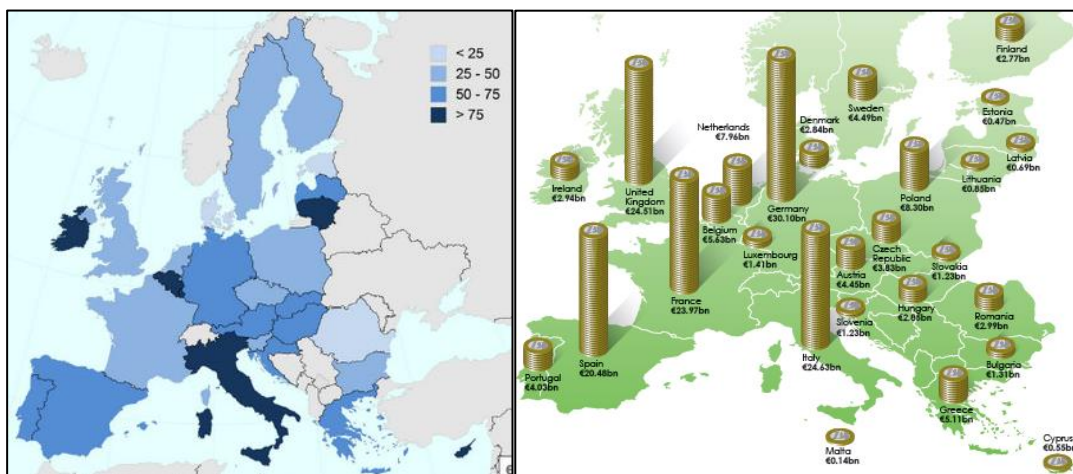 < 25
25 - 50
50 - 75
> 75
Finland
€2.77bn
Sweden
€4.49bn
Estonia
€0.47bn
Denmark
€2.84bn
Netherlands
€7.96bn
Latvia
€0.69bn
Lithuania
€0.85bn
Ireland
€2.94bn
United
Kingdom
€24.51bn
Germany
€30.10bn
Poland
€8.30bn
Belgium
€5.63bn
Luxembourg
€1.41bn
Czech
Republic
€3.83bn
Slovakia
€1.23bn
Austria
€4.45bn
France
€23.97bn
Hungary
€2.85bn
Romania
€2.99bn
Slovenia
€1.23bn
Italy
€24.63bn
Portugal
€4.03bn
Spain
€20.48bn
Bulgaria
€1.31bn
Greece
€5.11bn
Malta
€0.14bn
Cyprus
€0.55bn